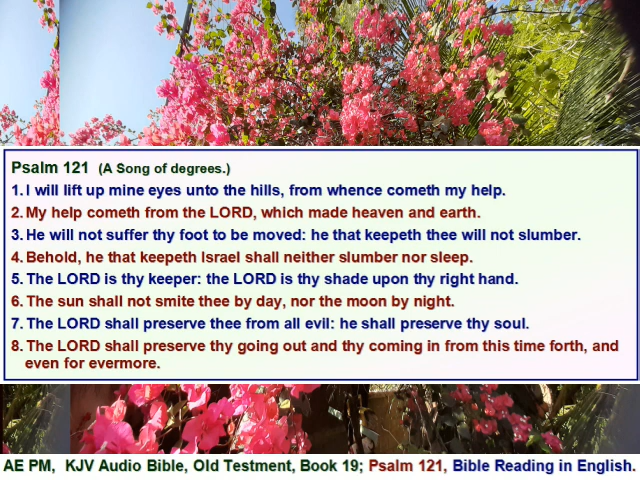 Psalm 121 (A Song of degrees.)
1. I will lift up mine eyes unto the hills, from whence cometh my help.
2. My help cometh from the LORD, which made heaven and earth.
3. He will not suffer thy foot to be moved: he that keepeth thee will not slumber.
4. Behold, he that keepeth Israel shall neither slumber nor sleep.
5. The LORD is thy keeper: the LORD is thy shade upon thy right hand.
6. The sun shall not smite thee by day, nor the moon by night.
7. The LORD shall preserve thee from all evil: he shall preserve thy soul.
8. The LORD shall preserve thy going out and thy coming in from this time forth, and
even for evermore.
AE PM, KJV Audio Bible, Old Testment, Book 19; Psalm 121, Bible Reading in English.